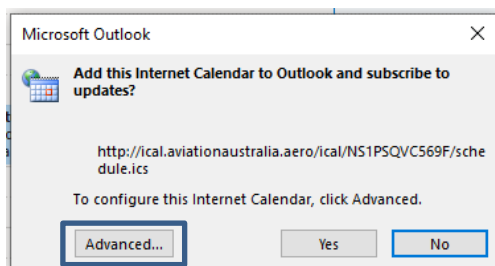 Microsoft Outlook
Add this Internet Calendar to Outlook and subscribe to
updates?
http://ical.aviationaustralia.aero/ical/NS1PSQVC569F/sche
dule.ics
To configure this Internet Calendar, click Advanced.
Advanced... Yes No